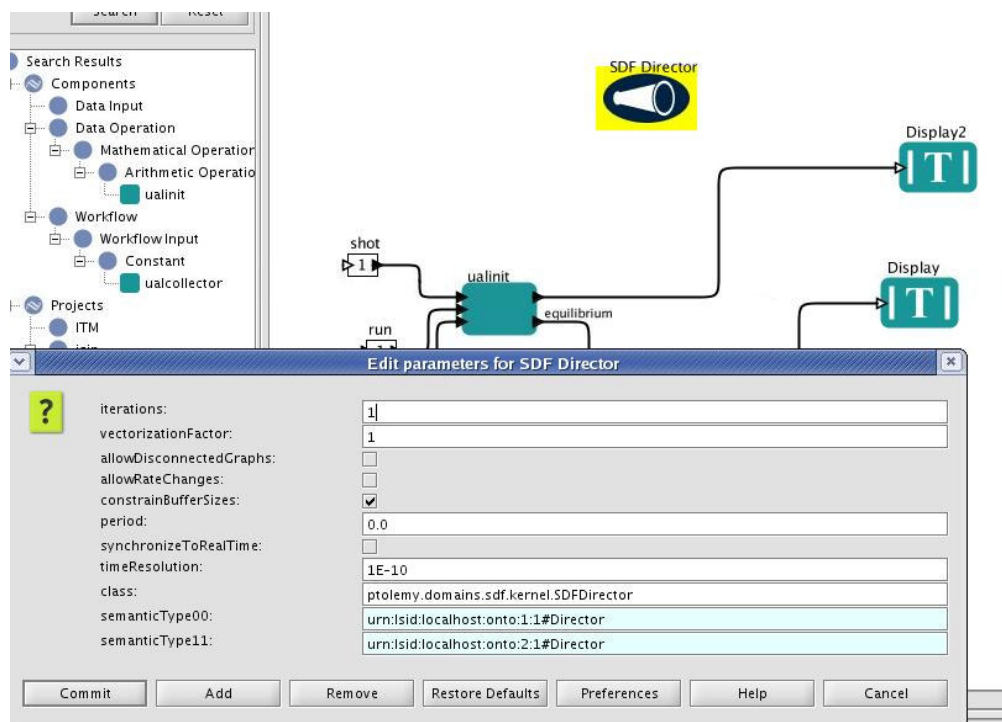 Search Reset
Search Results
Components
Data Input
Data Operation
Mathematical Operation
Arithmetic Operatio
ualinit
Workflow
Workflow Input
Constant
ualcollector
Projects
ITM
SDF Director
Display2
T
shot
1
ualinit
equilibrium
Display
T
run
Edit parameters for SDF Director
?
iterations: 1
vectorizationFactor: 1
allowDisconnectedGraphs:
allowRateChanges:
constrainBufferSizes:
period: 0.0
synchronizeToRealTime:
timeResolution: 1E-10
class: ptolemy.domains.sdf.kernel.SDFDirector
semanticType00: urn:lsid:localhost:onto:1:1#Director
semanticType11: urn:lsid:localhost:onto:2:1#Director
Commit Add Remove Restore Defaults Preferences Help Cancel